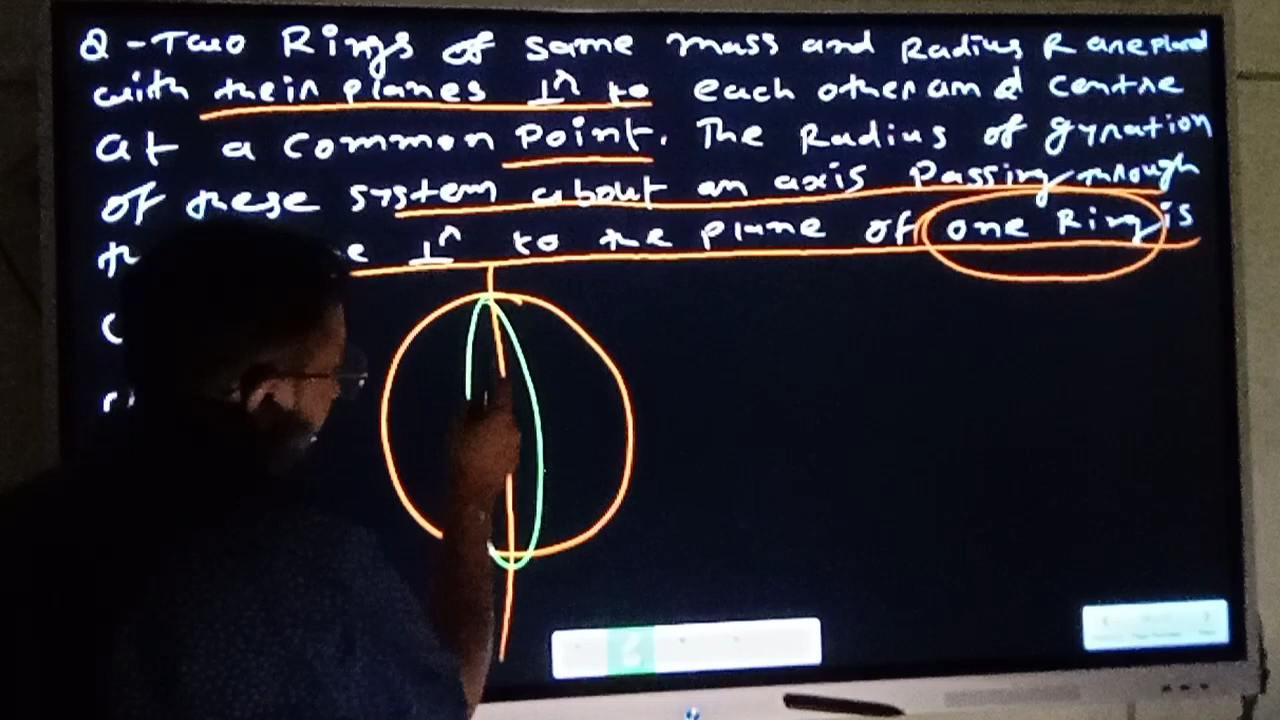 Q - Two Rings of same mass and Radius R are placed
with their planes ⊥^r to each other and centre
at a common point. The Radius of gyration
of these system about an axis Passing through
⊥^r to the plane of one Ring is